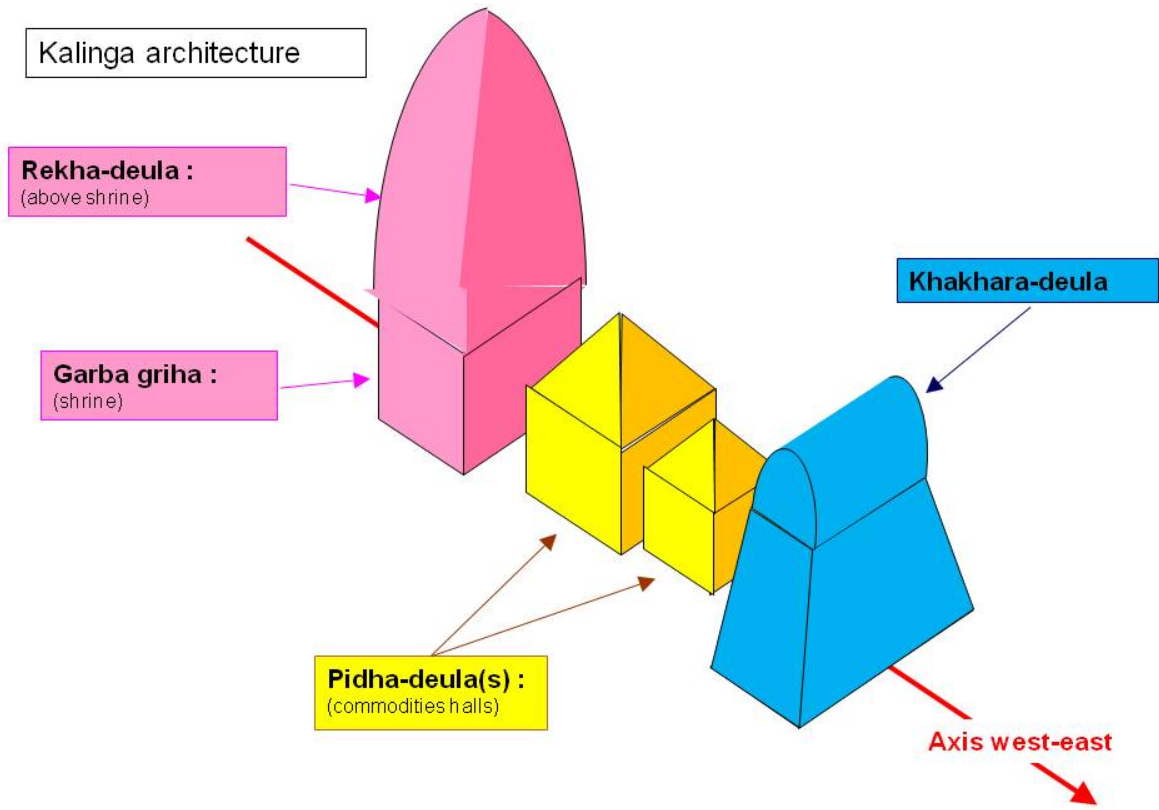 Kalinga architecture
Rekha-deula :
(above shrine)
Khakhara-deula
Garba griha :
(shrine)
Pidha-deula(s) :
(commodities halls)
Axis west-east